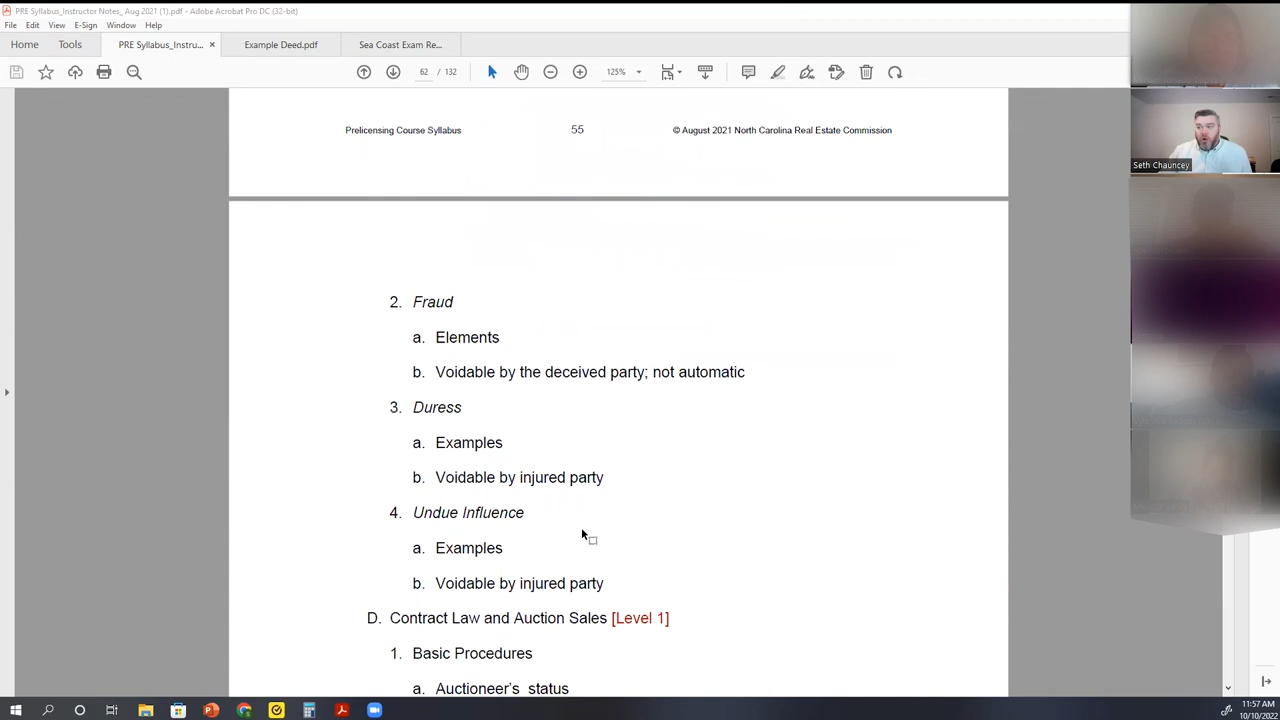 PRE Syllabus_Instructor Notes_ Aug 2021 (1).pdf - Adobe Acrobat Pro DC (32-bit)
File Edit View E-Sign Window Help
Home Tools PRE Syllabus_Instru... × Example Deed.pdf Sea Coast Exam Re...
62 / 132 125%
Prelicensing Course Syllabus 55 © August 2021 North Carolina Real Estate Commission
Seth Chauncey
2. Fraud
a. Elements
b. Voidable by the deceived party; not automatic
3. Duress
a. Examples
b. Voidable by injured party
4. Undue Influence
a. Examples
b. Voidable by injured party
D. Contract Law and Auction Sales [Level 1]
1. Basic Procedures
a. Auctioneer's status
11:57 AM
10/10/2022